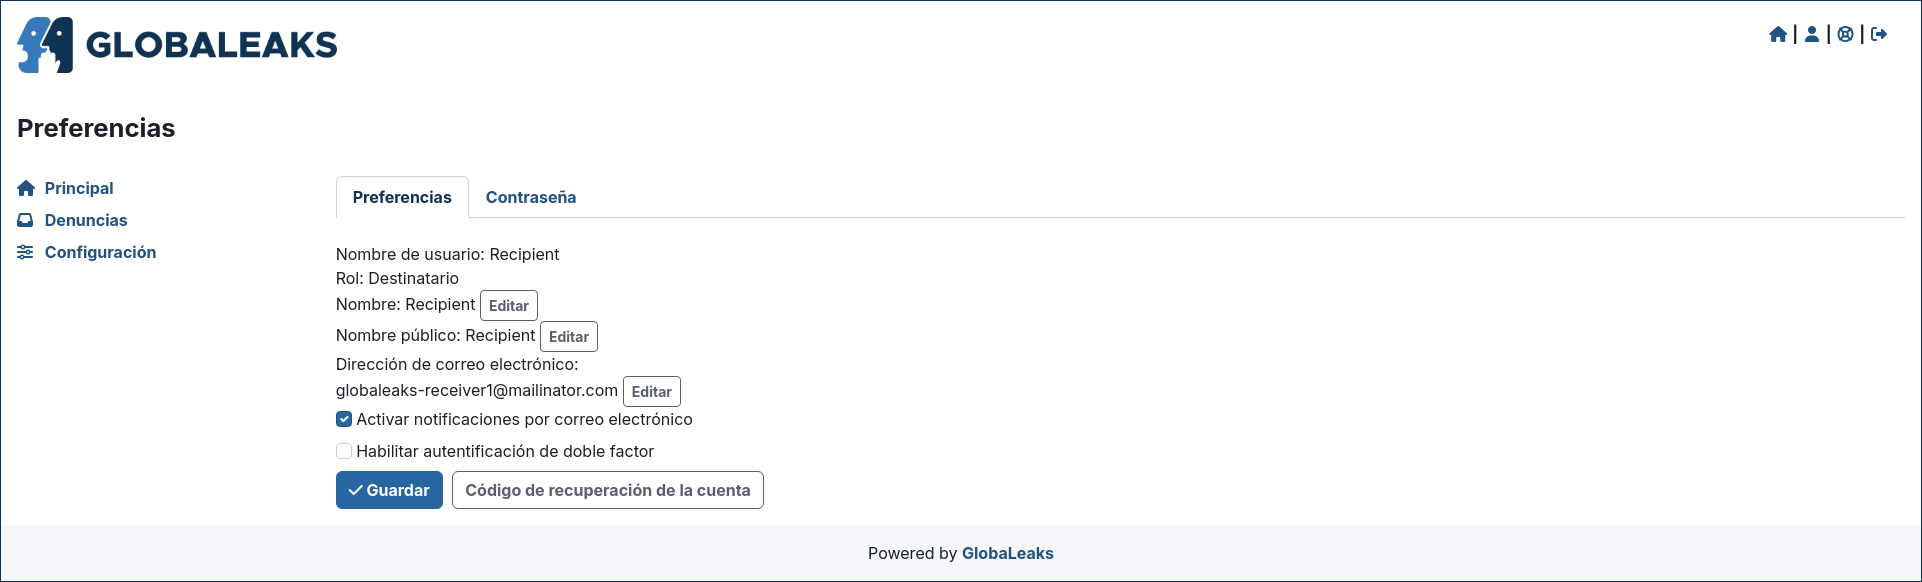 GLOBALEAKS
Preferencias
Principal
Denuncias
Configuración
Preferencias Contraseña
Nombre de usuario: Recipient
Rol: Destinatario
Nombre: Recipient Editar
Nombre público: Recipient Editar
Dirección de correo electrónico:
globaleaks-receiver1@mailinator.com Editar
Activar notificaciones por correo electrónico
Habilitar autentificación de doble factor
Guardar Código de recuperación de la cuenta
Powered by GlobaLeaks